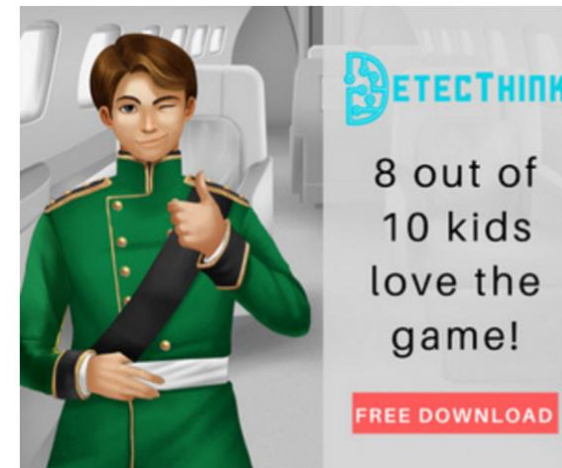 DETECTHINK
8 out of
10 kids
love the
game!
FREE DOWNLOAD